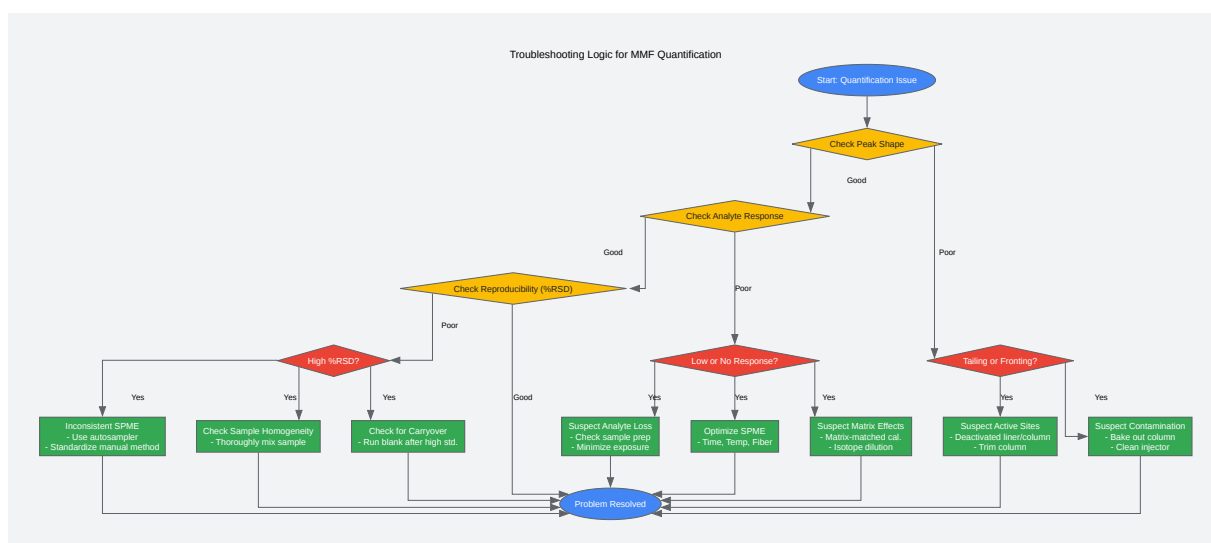 Troubleshooting Logic for MMF Quantification
Start: Quantification Issue
Check Peak Shape
Good
Check Analyte Response
Good
Poor
Check Reproducibility (%RSD)
Poor
Poor
High %RSD?
Low or No Response?
Tailing or Fronting?
Yes
Yes
Yes
Good
Yes
Yes
Yes
Yes
Yes
Inconsistent SPME
- Use autosampler
- Standardize manual method
Check Sample Homogeneity
- Thoroughly mix sample
Check for Carryover
- Run blank after high std.
Suspect Analyte Loss
- Check sample prep
- Minimize exposure
Optimize SPME
- Time, Temp, Fiber
Suspect Matrix Effects
- Matrix-matched cal.
- Isotope dilution
Suspect Active Sites
- Deactivated liner/column
- Trim column
Suspect Contamination
- Bake out column
- Clean injector
Problem Resolved